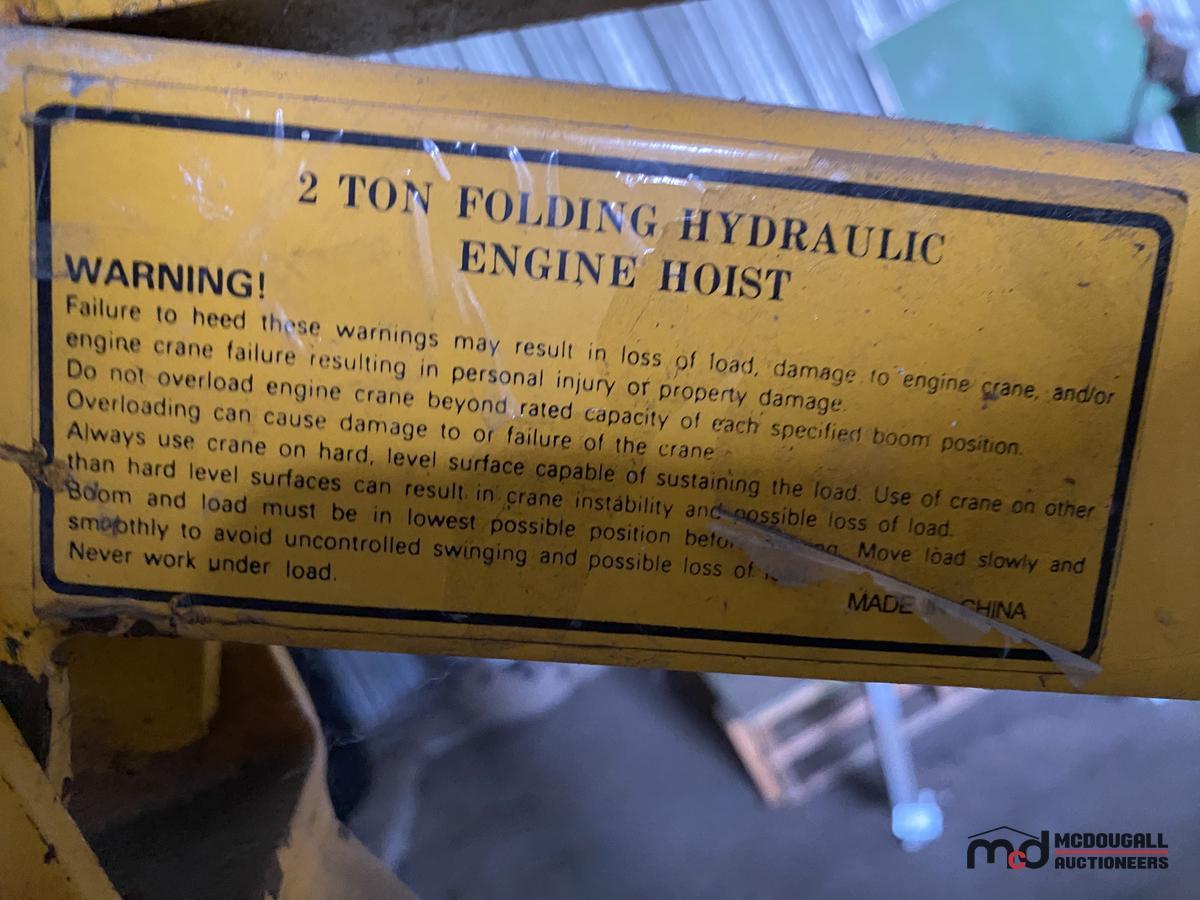 2 TON FOLDING HYDRAULIC
ENGINE HOIST
WARNING!
Failure to heed these warnings may result in loss of load, damage to engine crane, and/or
engine crane failure resulting in personal injury or property damage.
Do not overload engine crane beyond rated capacity of each specified boom position.
Overloading can cause damage to or failure of the crane
Always use crane on hard, level surface capable of sustaining the load. Use of crane on other
than hard level surfaces can result in crane instability and possible loss of load.
Boom and load must be in lowest possible position Move load slowly and
smoothly to avoid uncontrolled swinging and possible loss of
Never work under load.
MADE IN CHINA
mcd MCDOUGALL
AUCTIONEERS